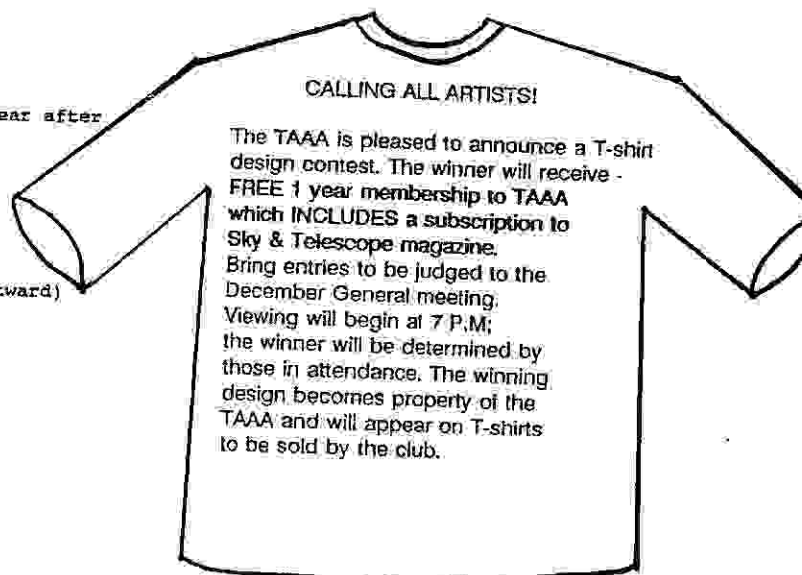 ear after
kward)
CALLING ALL ARTISTS!
The TAAA is pleased to announce a T-shirt
design contest. The winner will receive -
FREE 1 year membership to TAAA
which INCLUDES a subscription to
Sky & Telescope magazine.
Bring entries to be judged to the
December General meeting.
Viewing will begin at 7 P.M;
the winner will be determined by
those in attendance. The winning
design becomes property of the
TAAA and will appear on T-shirts
to be sold by the club.